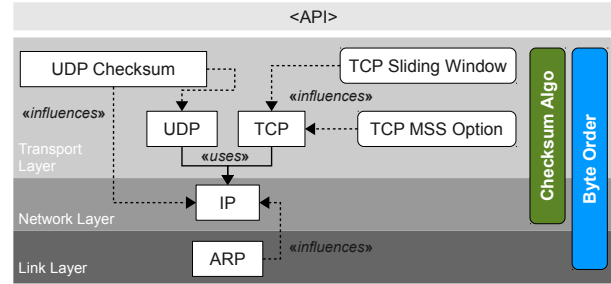 <API>
UDP Checksum
TCP Sliding Window
«influences»
«influences»
UDP
TCP
TCP MSS Option
Transport
Layer
«uses»
IP
Network Layer
«influences»
ARP
Link Layer
Checksum Algo
Byte Order